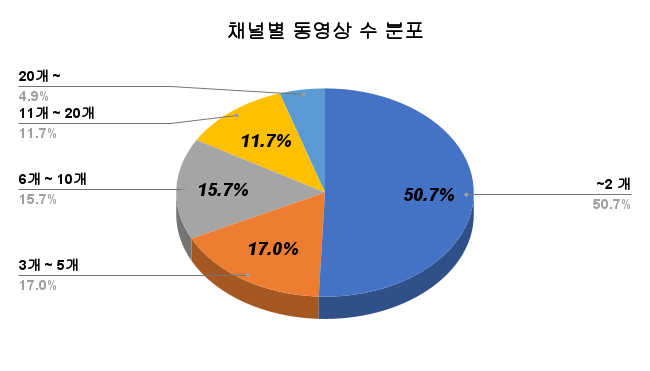 채널별 동영상 수 분포
20개 ~
4.9%
11개 ~ 20개
11.7%
6개 ~ 10개
15.7%
3개 ~ 5개
17.0%
~2 개
50.7%
11.7%
15.7%
17.0%
50.7%